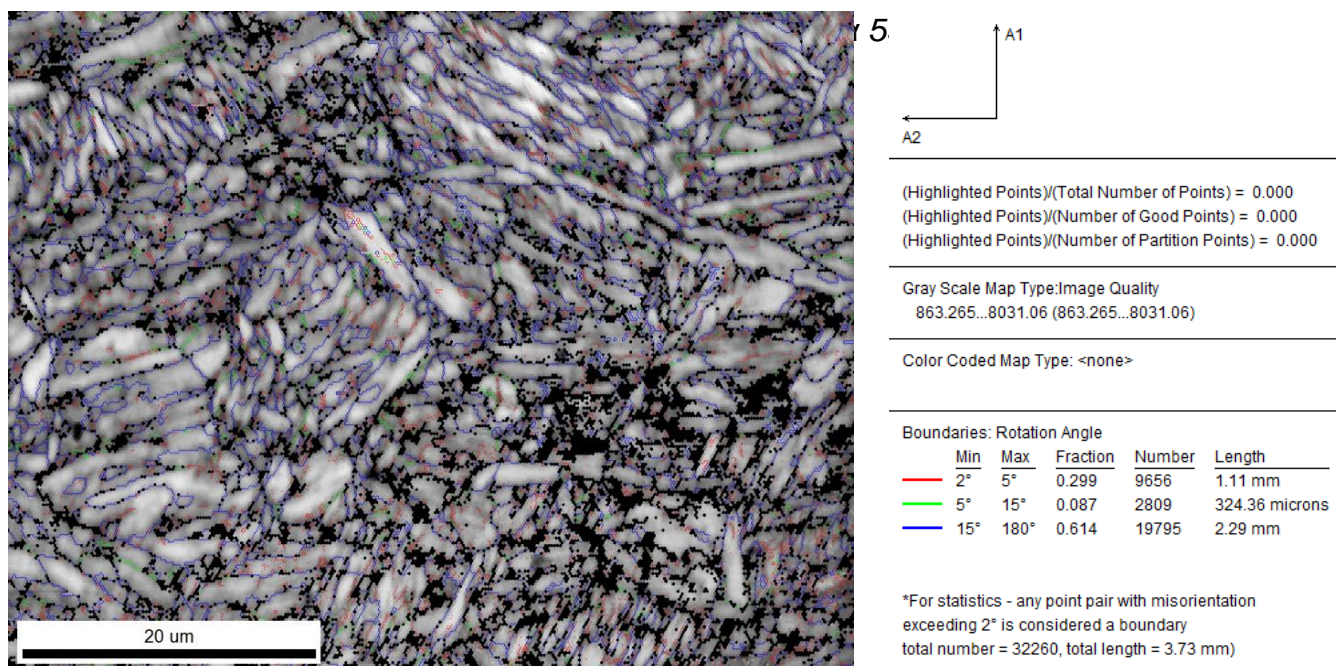 5
A1
A2
(Highlighted Points)/(Total Number of Points) = 0.000
(Highlighted Points)/(Number of Good Points) = 0.000
(Highlighted Points)/(Number of Partition Points) = 0.000
Gray Scale Map Type:Image Quality
863.265...8031.06 (863.265...8031.06)
Color Coded Map Type: <none>
Boundaries: Rotation Angle
Min Max Fraction Number Length
2° 5° 0.299 9656 1.11 mm
5° 15° 0.087 2809 324.36 microns
15° 180° 0.614 19795 2.29 mm
*For statistics - any point pair with misorientation
exceeding 2° is considered a boundary
total number = 32260, total length = 3.73 mm)
20 um